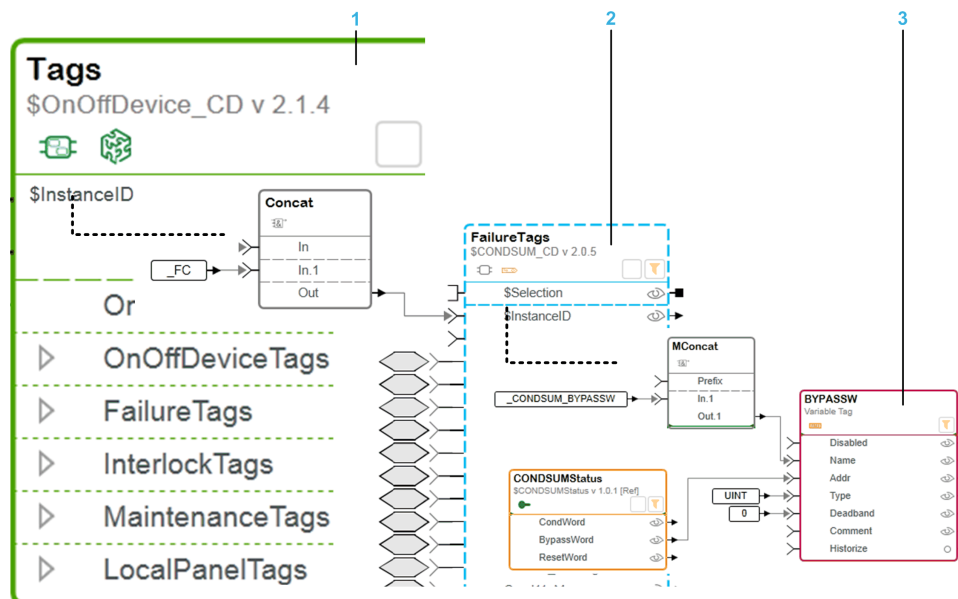 1
2
3
Tags
$OnOffDevice_CD v 2.1.4
$InstanceID
Concat
In
_FC
In.1
Out
Or
OnOffDeviceTags
FailureTags
InterlockTags
MaintenanceTags
LocalPanelTags
FailureTags
$CONDSUM_CD v 2.0.5
$Selection
$InstanceID
MConcat
Prefix
_CONDSUM_BYPASSW
In.1
Out.1
CONDSUMStatus
$CONDSUMStatus v 1.0.1 [Ref]
CondWord
BypassWord
ResetWord
BYPASSW
Variable Tag
Disabled
Name
Addr
UINT
Type
0
Deadband
Comment
Historize